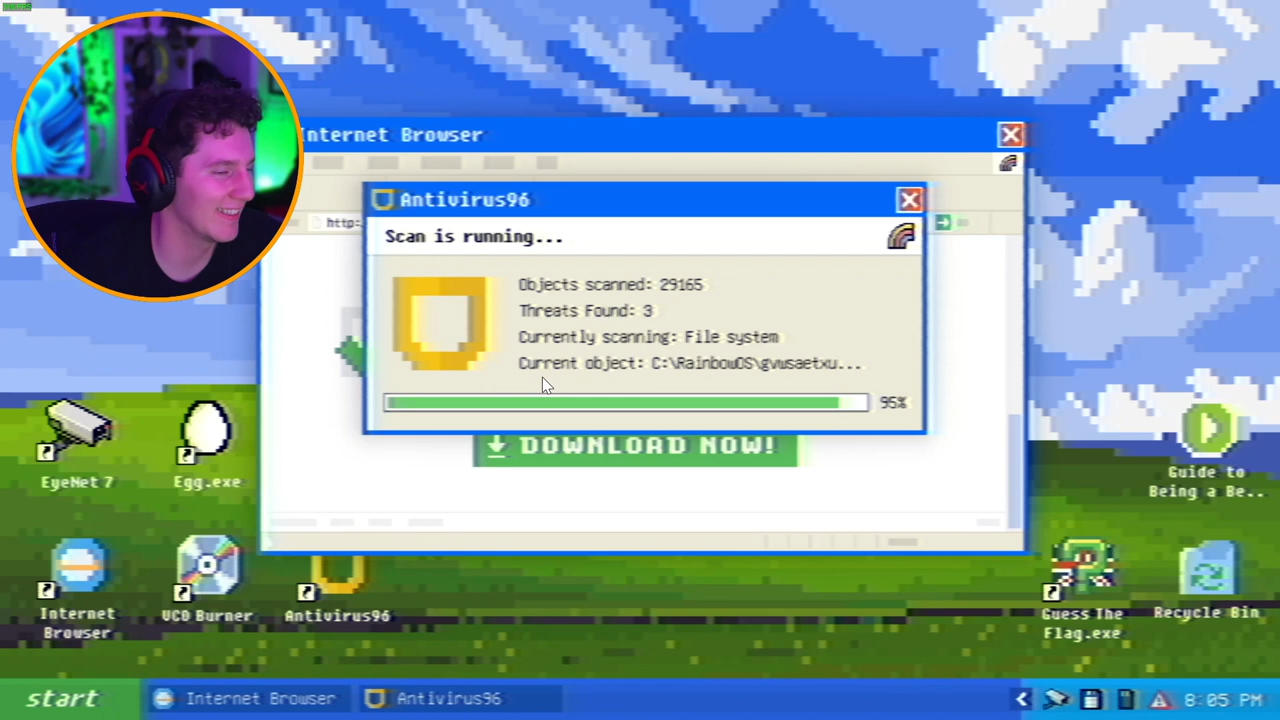 Internet Browser
http:
Antivirus96
Scan is running...
Objects scanned: 29165
Threats Found: 3
Currently scanning: File system
Current object: C:\RainbowOS\gvwsaetxu...
95%
DOWNLOAD NOW!
EyeNet 7
Egg.exe
Guide to
Being a Be..
Internet
Browser
VCD Burner
Antivirus96
Guess The
Flag.exe
Recycle Bin
start
Internet Browser
Antivirus96
8:05 PM